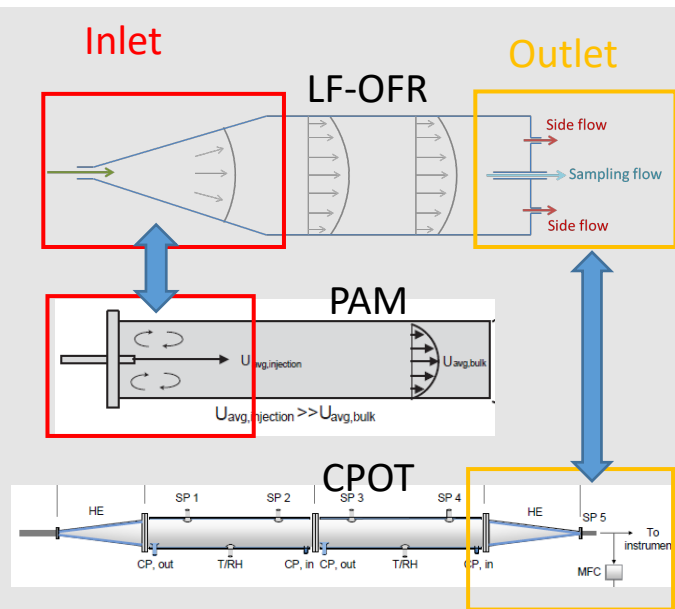 Inlet
Outlet
LF-OFR
Side flow
Sampling flow
Side flow
PAM
Uavg,injection
Uavg,bulk
Uavg,injection >>Uavg,bulk
CPOT
HE
SP 1
SP 2
SP 3
SP 4
HE
SP 5
To
instrument
CP, out
T/RH
CP, in
CP, out
T/RH
CP, in
MFC